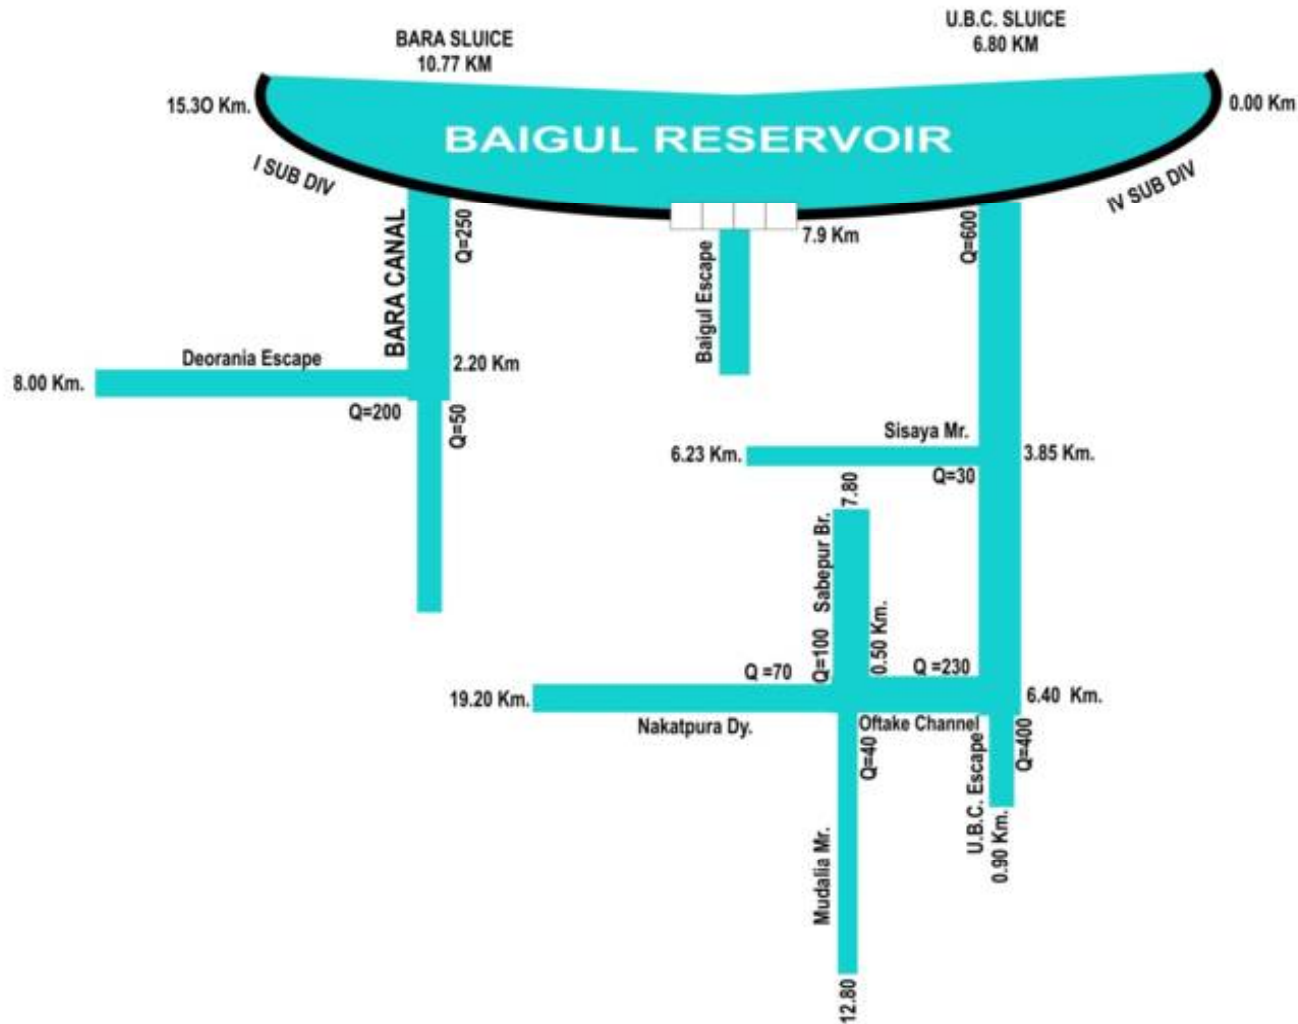 U.B.C. SLUICE
6.80 KM
BARA SLUICE
10.77 KM
15.3O Km.
0.00 Km
BAIGUL RESERVOIR
I SUB DIV
IV SUB DIV
BARA CANAL
Q=250
7.9 Km
Q=600
Baigul Escape
Deorania Escape
2.20 Km
8.00 Km.
Q=200
Q=50
Sisaya Mr.
6.23 Km.
3.85 Km.
Q=30
7.80
Sabepur Br.
Q=100
0.50 Km.
Q =70
Q =230
19.20 Km.
6.40 Km.
Nakatpura Dy.
Oftake Channel
Q=40
U.B.C. Escape
Q=400
0.90 Km.
Mudalia Mr.
12.80